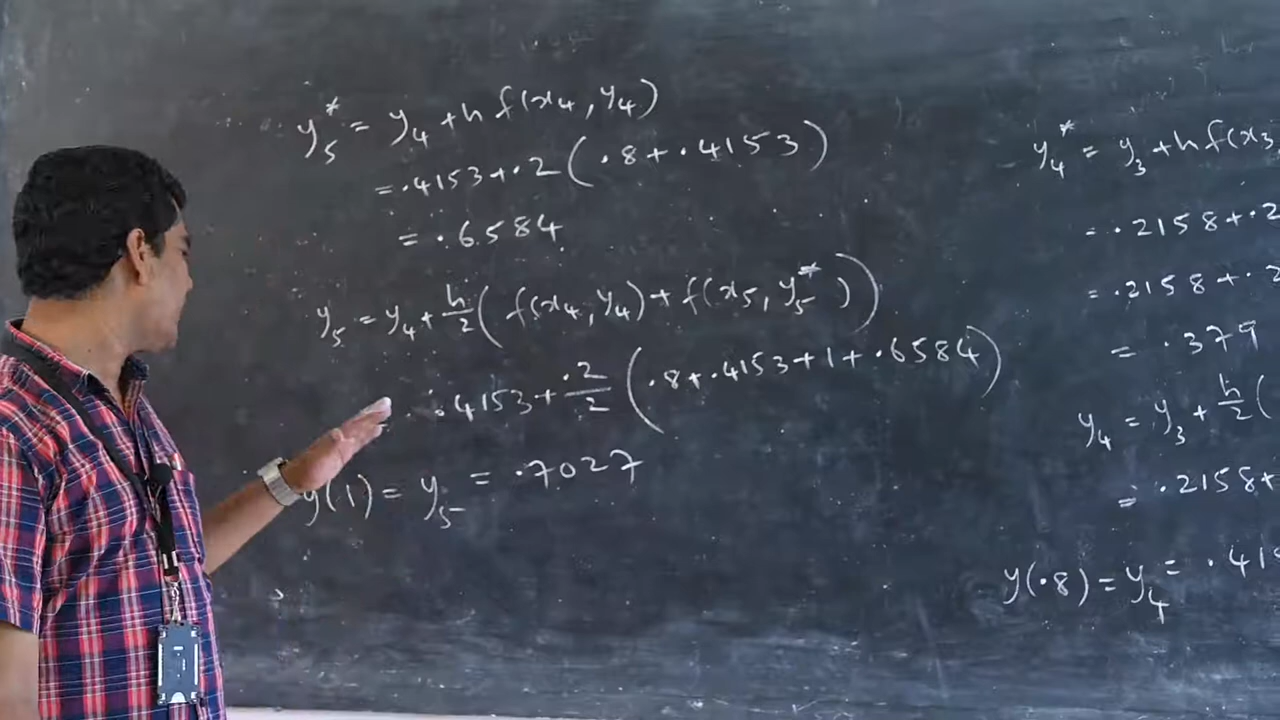 y₅* = y₄ + h f(x₄, y₄)
= .4153 + .2 (.8 + .4153)
= .6584
y₅ = y₄ + h/2 ( f(x₄, y₄) + f(x₅, y₅*) )
= .4153 + .2/2 (.8 + .4153 + 1 + .6584)
y(1) = y₅ = .7027
y₄* = y₃ + h f(x₃,
= .2158 + .2
= .2158 + .2
= .379
y₄ = y₃ + h/2 (
= .2158 +
y(.8) = y₄ = .41